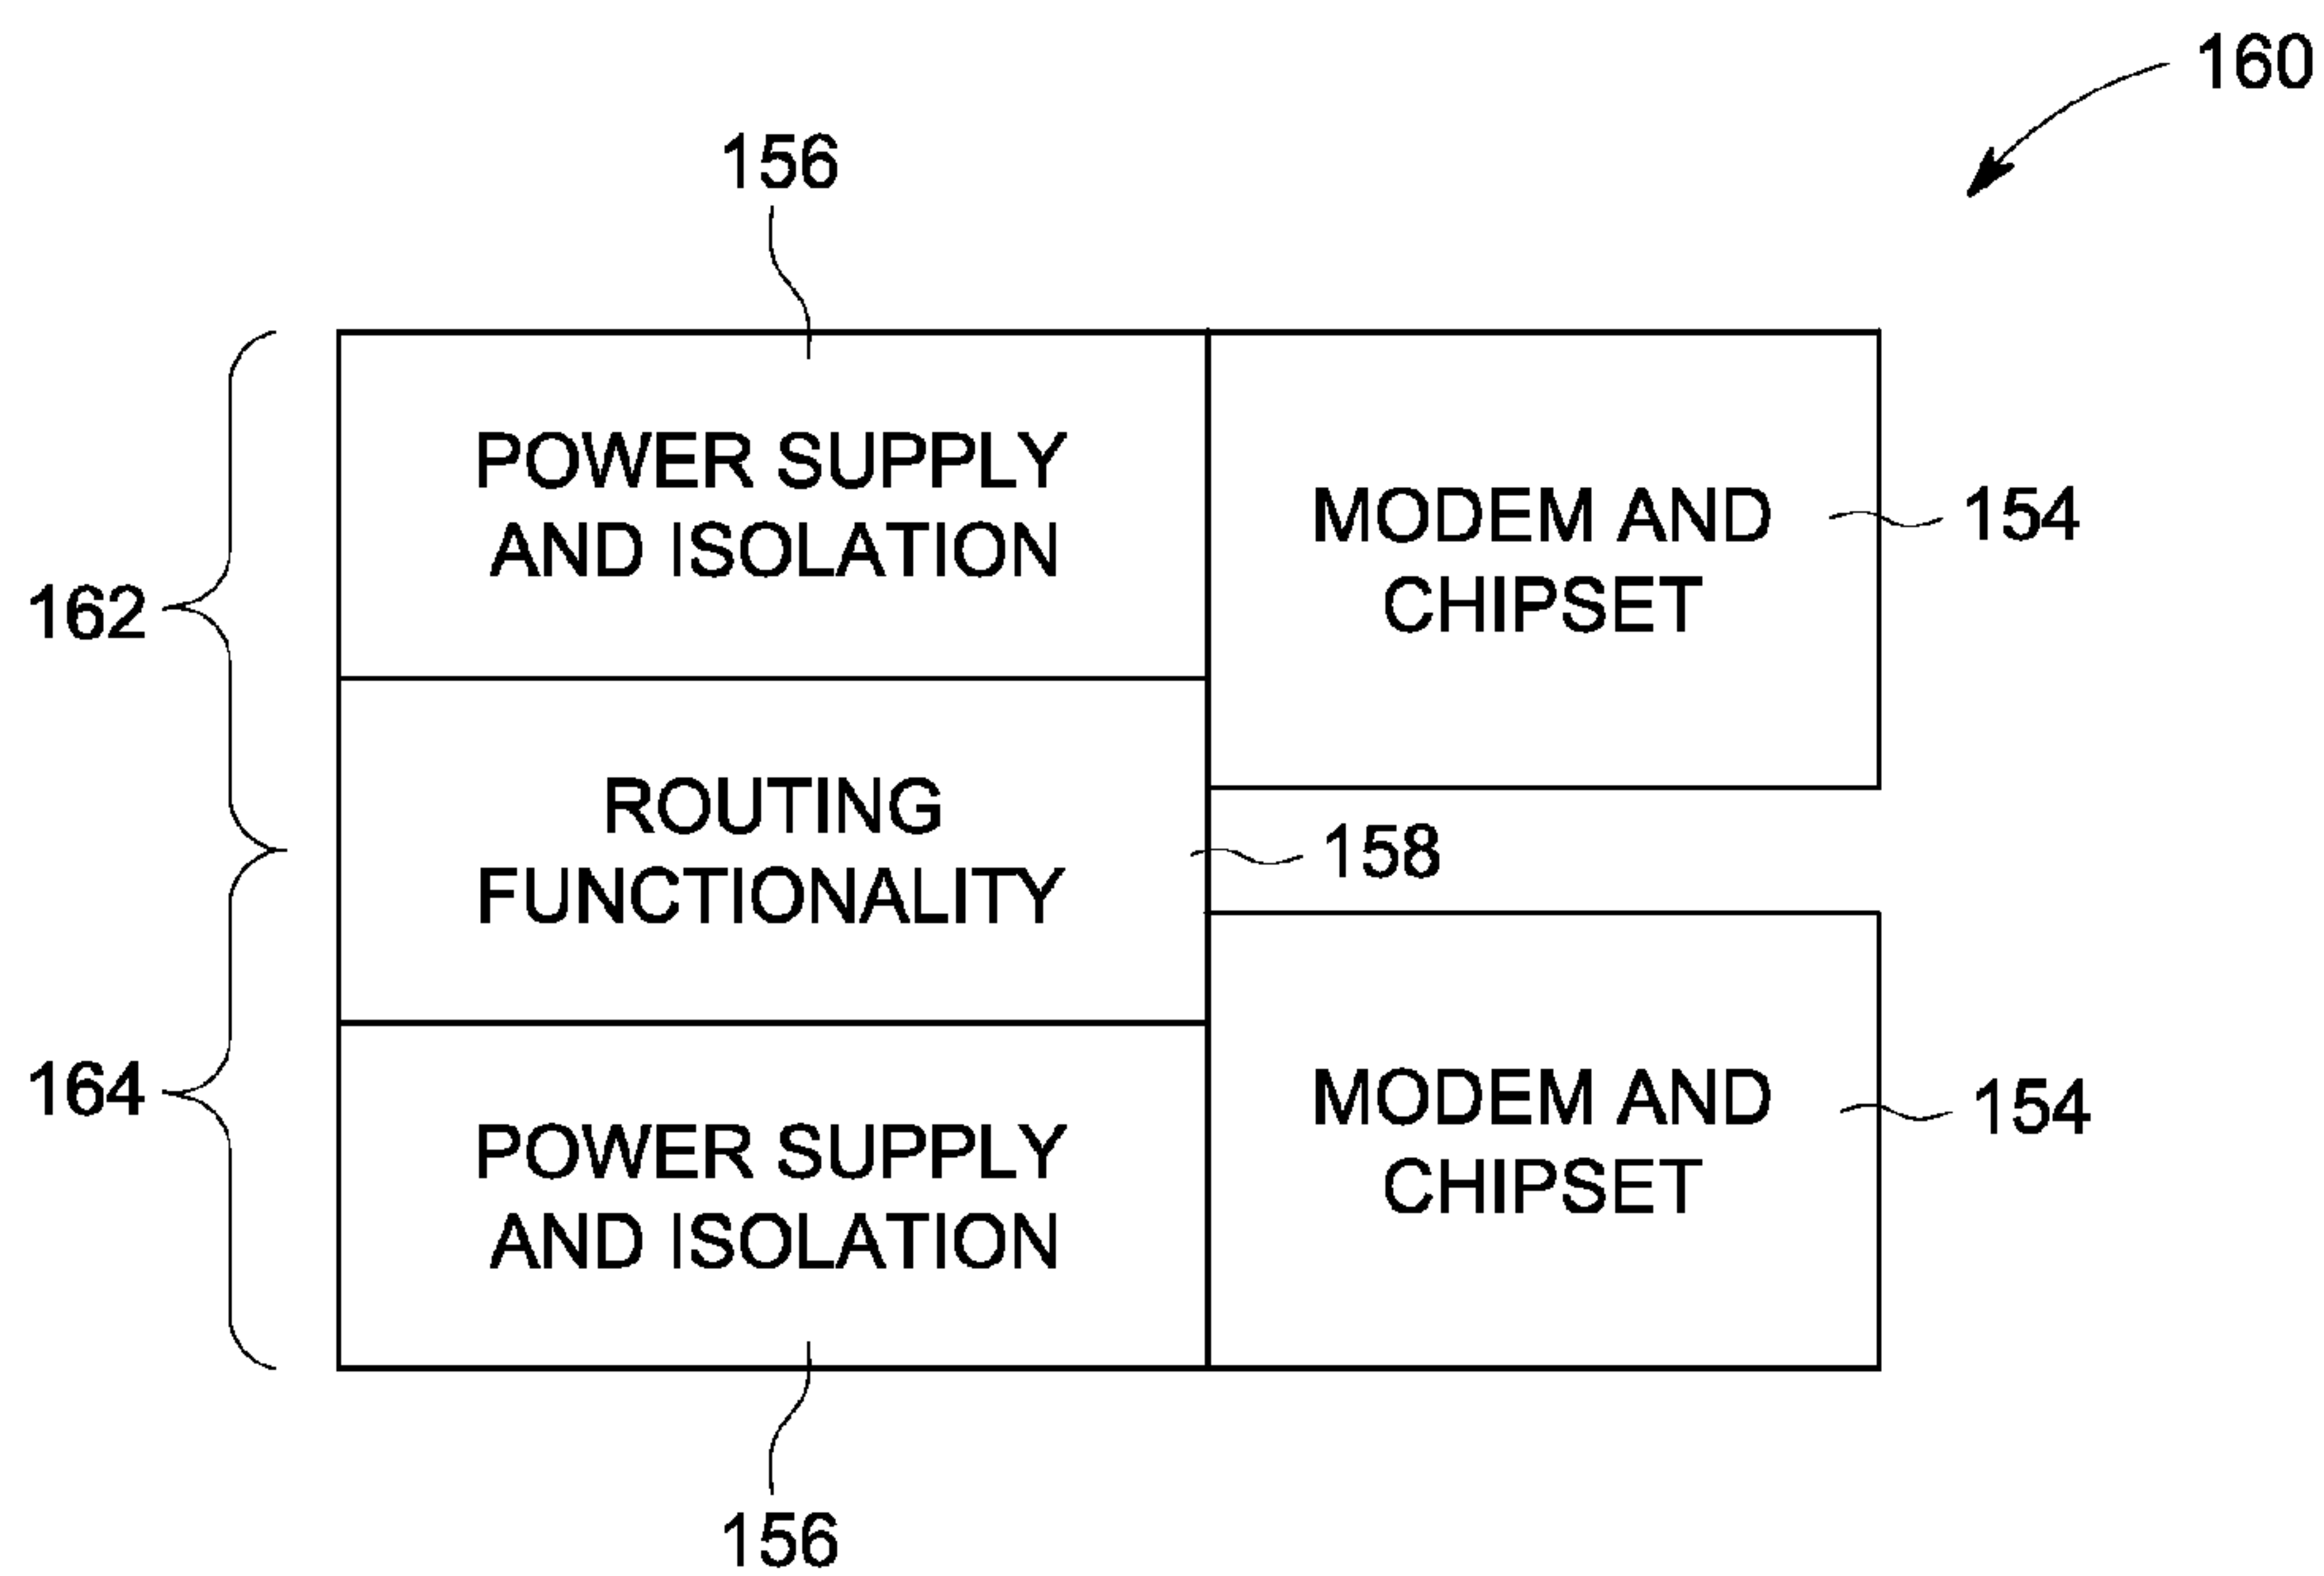 160
156
POWER SUPPLY
AND ISOLATION
MODEM AND
CHIPSET
154
162
ROUTING
FUNCTIONALITY
158
164
POWER SUPPLY
AND ISOLATION
MODEM AND
CHIPSET
154
156